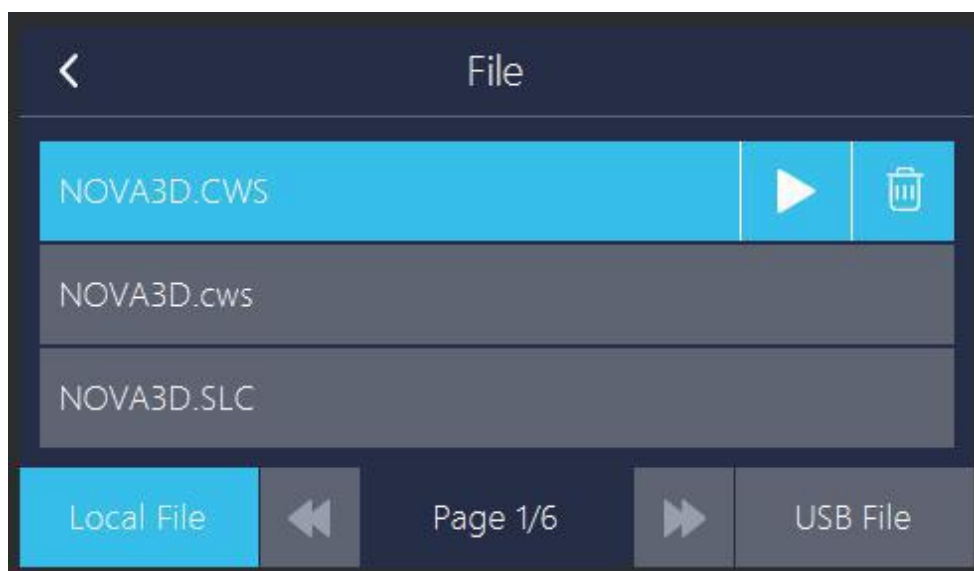 File
NOVA3D.CWS
NOVA3D.cws
NOVA3D.SLC
Local File Page 1/6 USB File